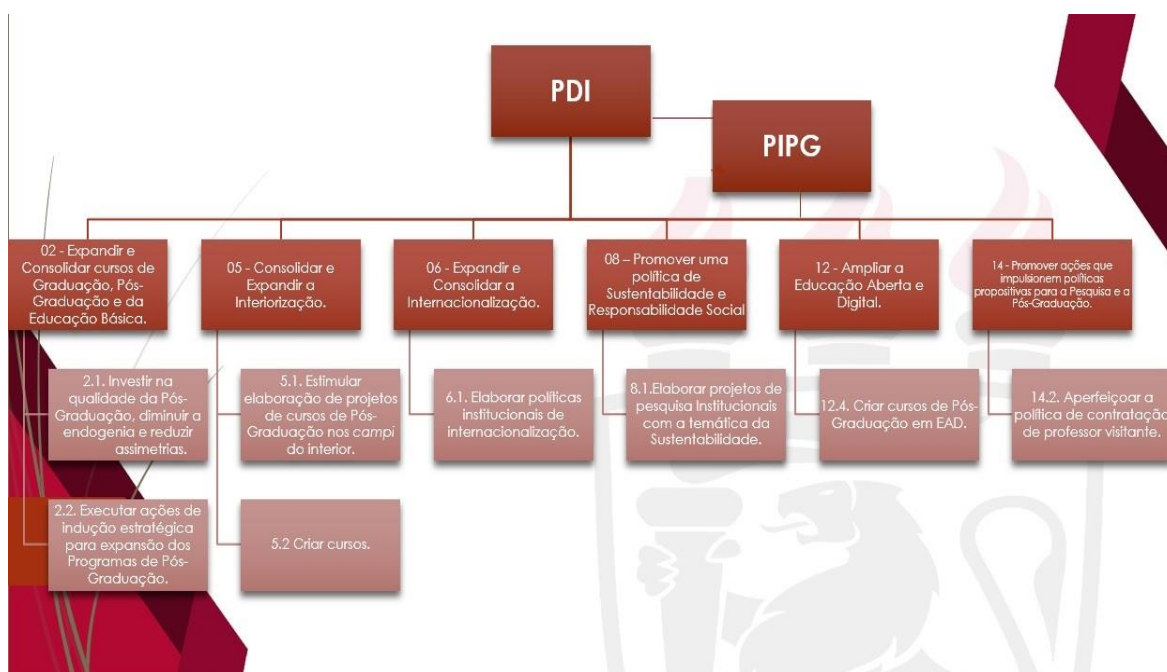 PDI
PIPG
02 - Expandir e
Consolidar cursos de
Graduação, Pós-
Graduação e da
Educação Básica.
05 - Consolidar e
Expandir a
Interiorização.
06 - Expandir e
Consolidar a
Internacionalização.
08 – Promover uma
política de
Sustentabilidade e
Responsabilidade Social
12 - Ampliar a
Educação Aberta e
Digital.
14 - Promover ações que
impulsionem políticas
propositivas para a Pesquisa e a
Pós-Graduação.
2.1. Investir na
qualidade da Pós-
Graduação, diminuir a
endogenia e reduzir
assimetrias.
5.1. Estimular
elaboração de projetos
de cursos de Pós-
Graduação nos campi
do interior.
6.1. Elaborar políticas
institucionais de
internacionalização.
8.1.Elaborar projetos de
pesquisa Institucionais
com a temática da
Sustentabilidade.
12.4. Criar cursos de Pós-
Graduação em EAD.
14.2. Aperfeiçoar a
política de contratação
de professor visitante.
2.2. Executar ações de
indução estratégica
para expansão dos
Programas de Pós-
Graduação.
5.2 Criar cursos.